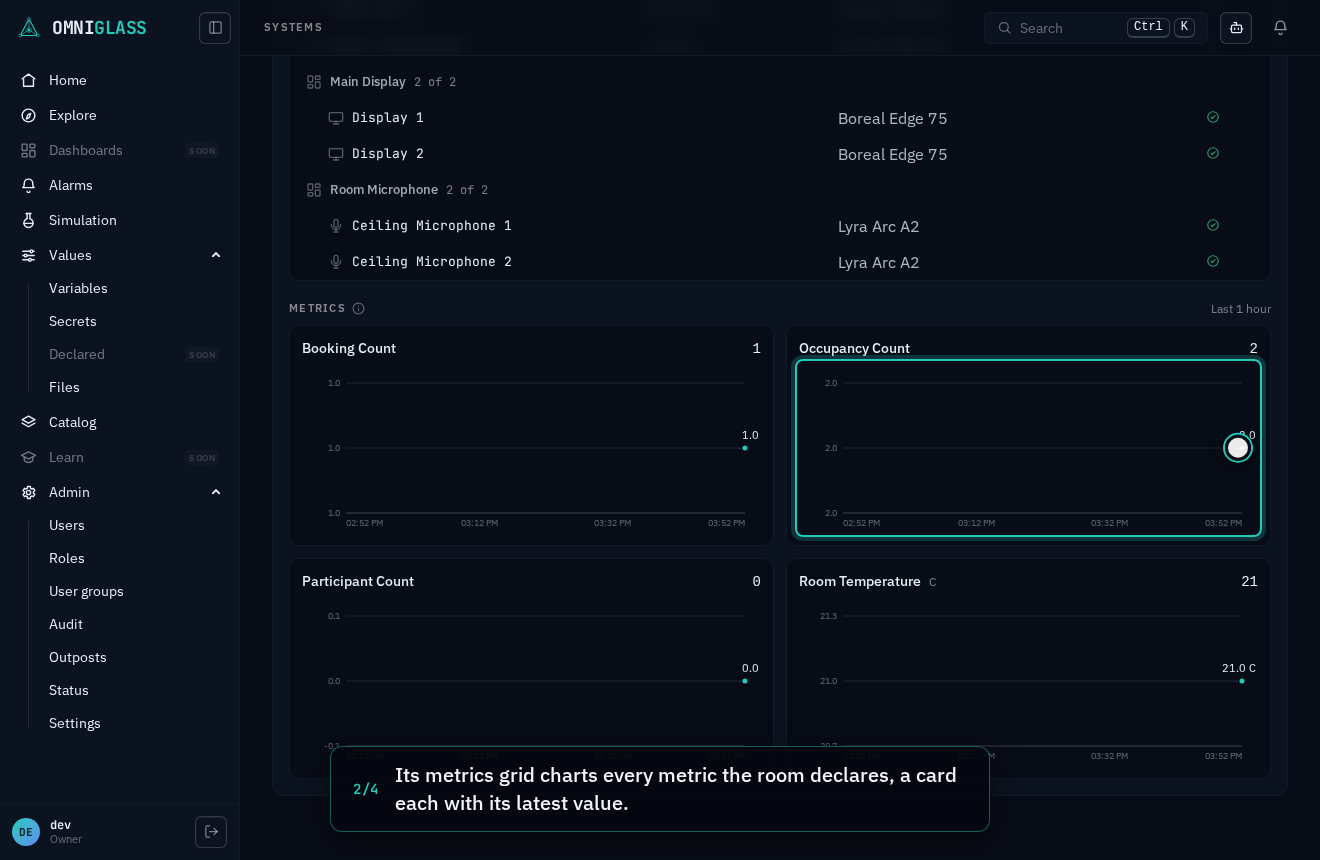 OMNIGLASS
SYSTEMS
Search
Ctrl
K
Home
Explore
Dashboards
SOON
Alarms
Simulation
Values
Variables
Secrets
Declared
SOON
Files
Catalog
Learn
SOON
Admin
Users
Roles
User groups
Audit
Outposts
Status
Settings
DE
dev
Owner
Main Display 2 of 2
Display 1
Boreal Edge 75
Display 2
Boreal Edge 75
Room Microphone 2 of 2
Ceiling Microphone 1
Lyra Arc A2
Ceiling Microphone 2
Lyra Arc A2
METRICS
Last 1 hour
Booking Count
1
1.0
1.0
1.0
1.0
02:52 PM
03:12 PM
03:32 PM
03:52 PM
Occupancy Count
2
2.0
2.0
2.0
02:52 PM
03:12 PM
03:32 PM
03:52 PM
Participant Count
0
0.1
0.0
0.0
-0.1
Room Temperature C
21
21.3
21.0 C
21.0
03:32 PM
03:52 PM
2/4
Its metrics grid charts every metric the room declares, a card
each with its latest value.